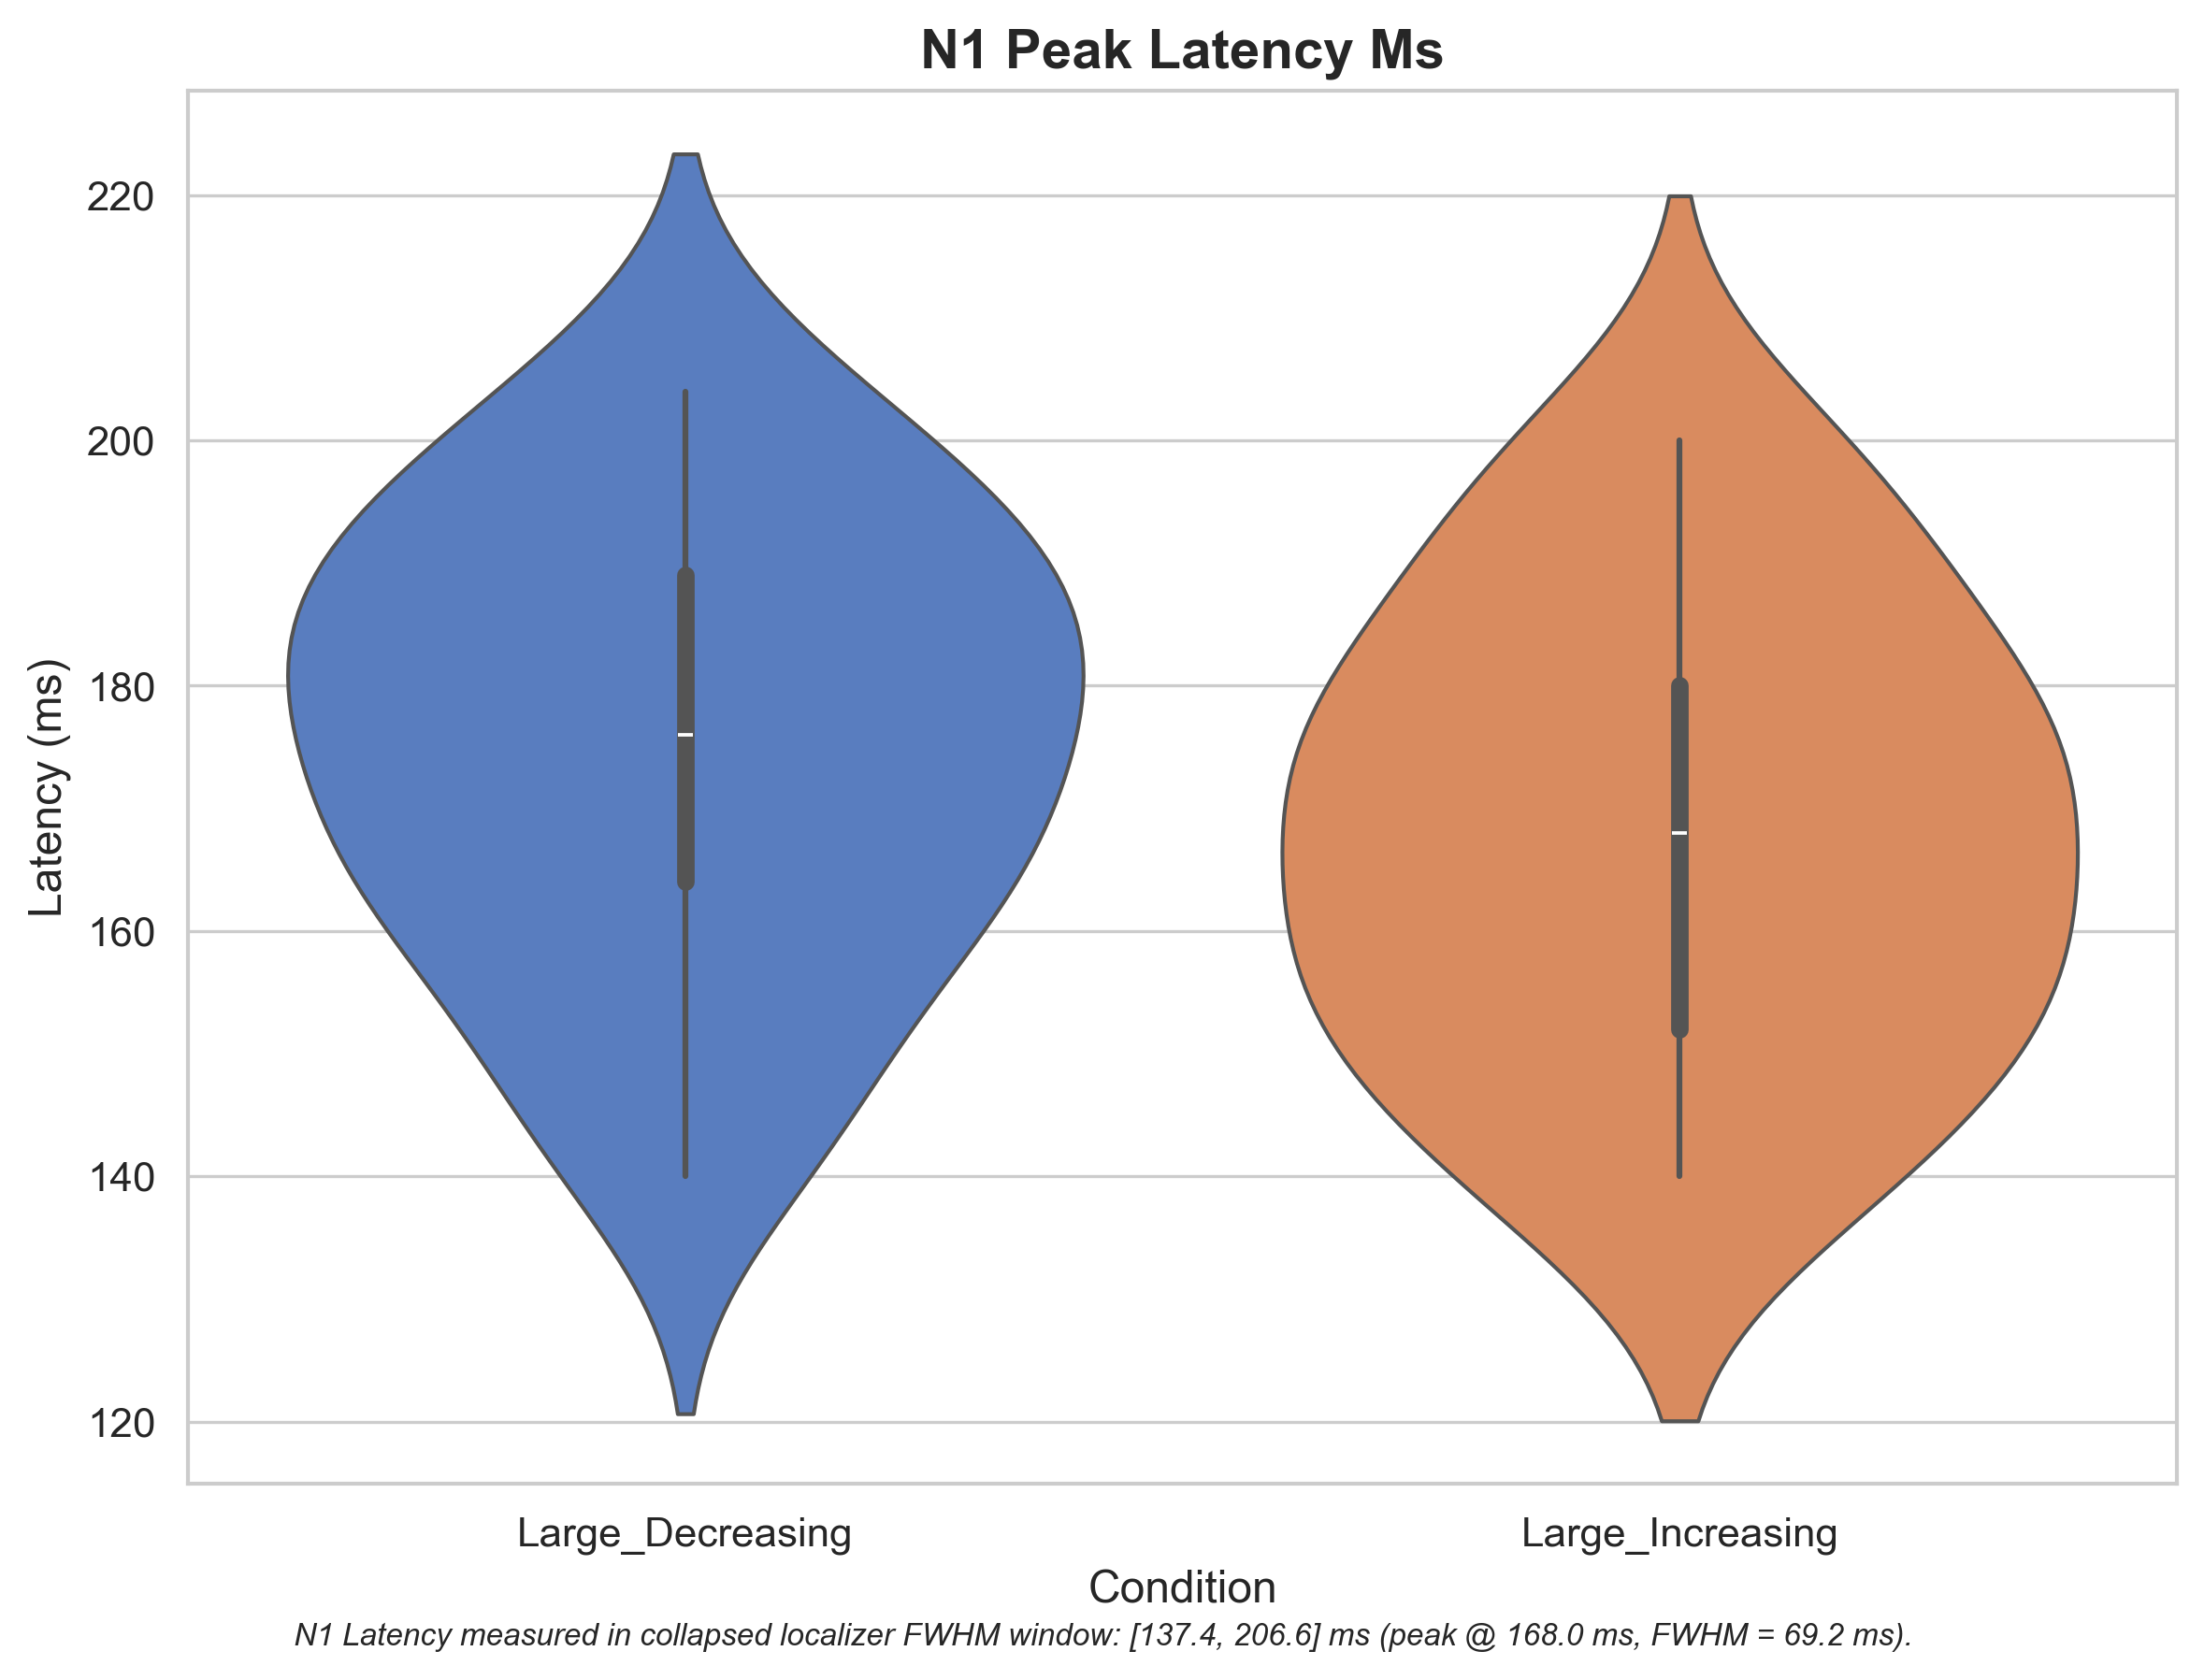 N1 Peak Latency Ms
Latency (ms)
220
200
180
160
140
120
Large_Decreasing
Large_Increasing
Condition
N1 Latency measured in collapsed localizer FWHM window: [137.4, 206.6] ms (peak @ 168.0 ms, FWHM = 69.2 ms).